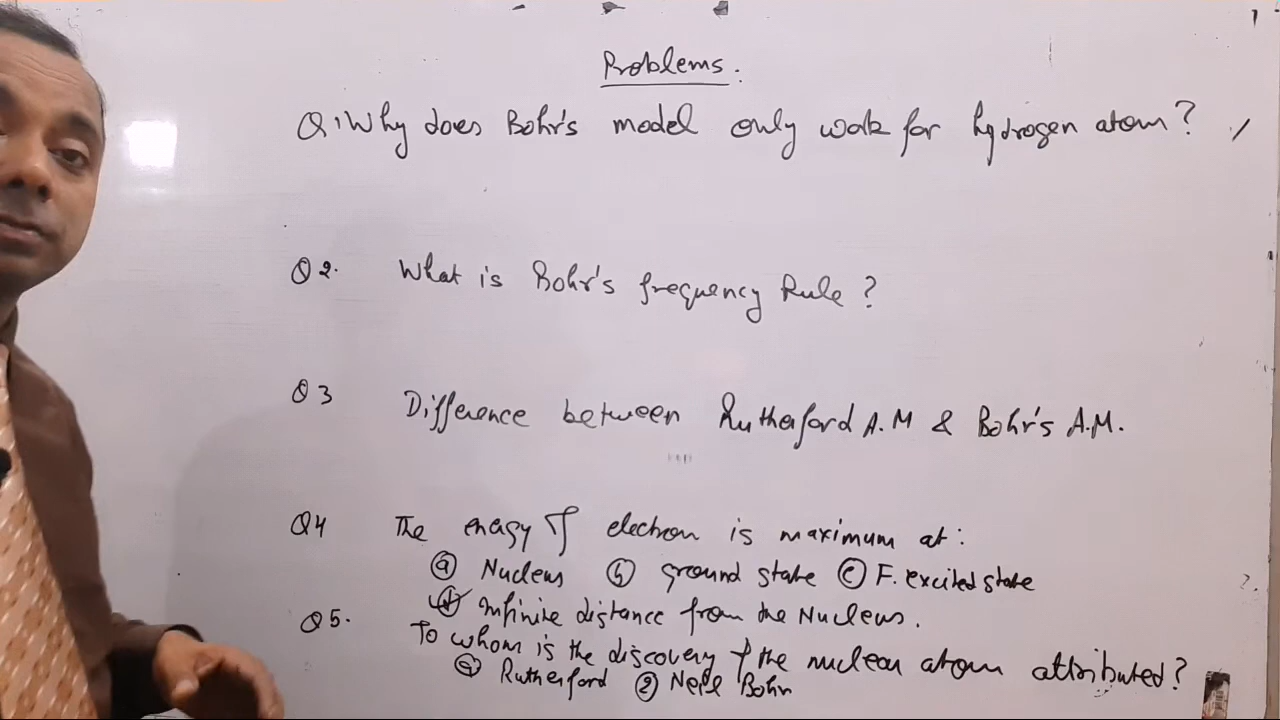 Problems.
Q1 Why does Bohr's model only work for hydrogen atom?
Q2. What is Bohr's frequency Rule?
Q3 Difference between Rutherford A.M & Bohr's A.M.
Q4 The energy of electron is maximum at:
ⓐ Nucleus ⓑ ground state ⓒ F. excited state
ⓓ Infinite distance from the Nucleus.
Q5. To whom is the discovery of the nuclear atom attributed?
ⓐ Rutherford ② Neil Bohr